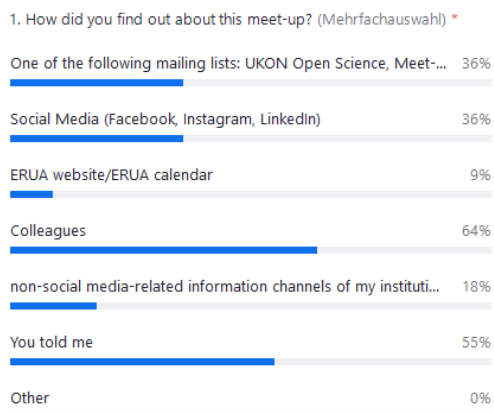 1. How did you find out about this meet-up? (Mehrfachauswahl) *
One of the following mailing lists: UKON Open Science, Meet-... 36%
Social Media (Facebook, Instagram, LinkedIn) 36%
ERUA website/ERUA calendar 9%
Colleagues 64%
non-social media-related information channels of my instituti... 18%
You told me 55%
Other 0%